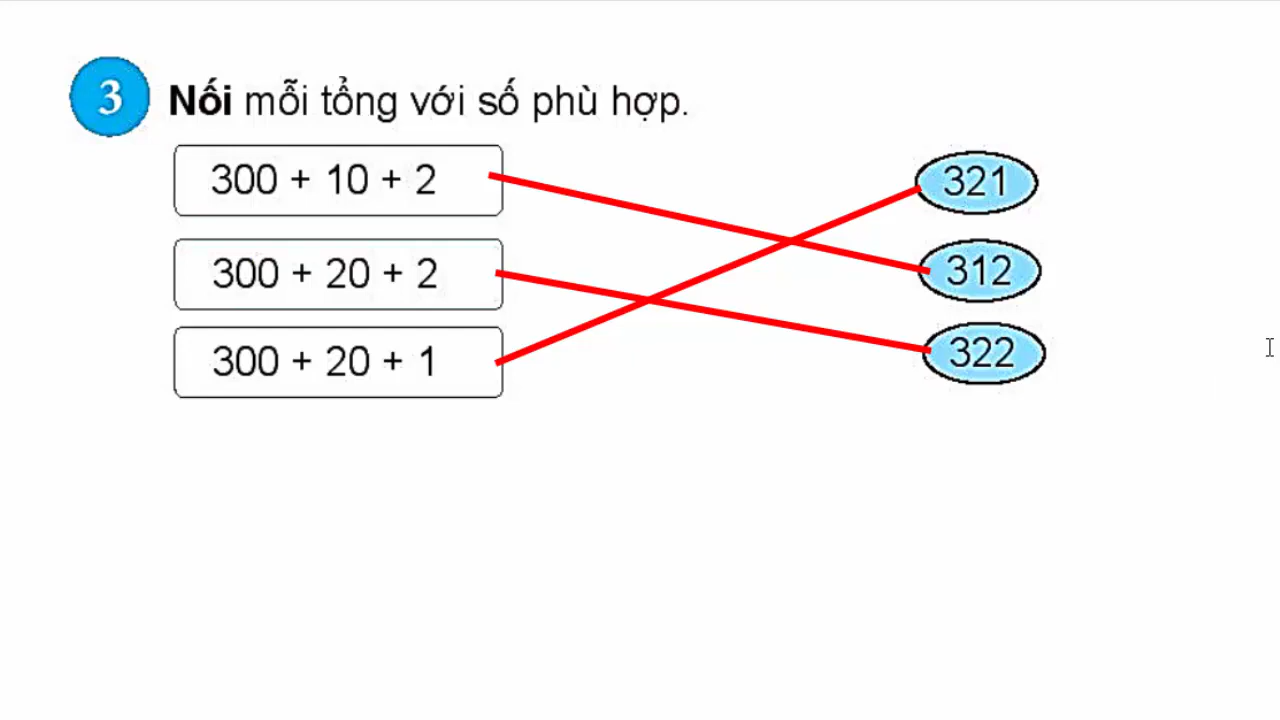 3 Nối mỗi tổng với số phù hợp.
300 + 10 + 2 321
300 + 20 + 2 312
300 + 20 + 1 322